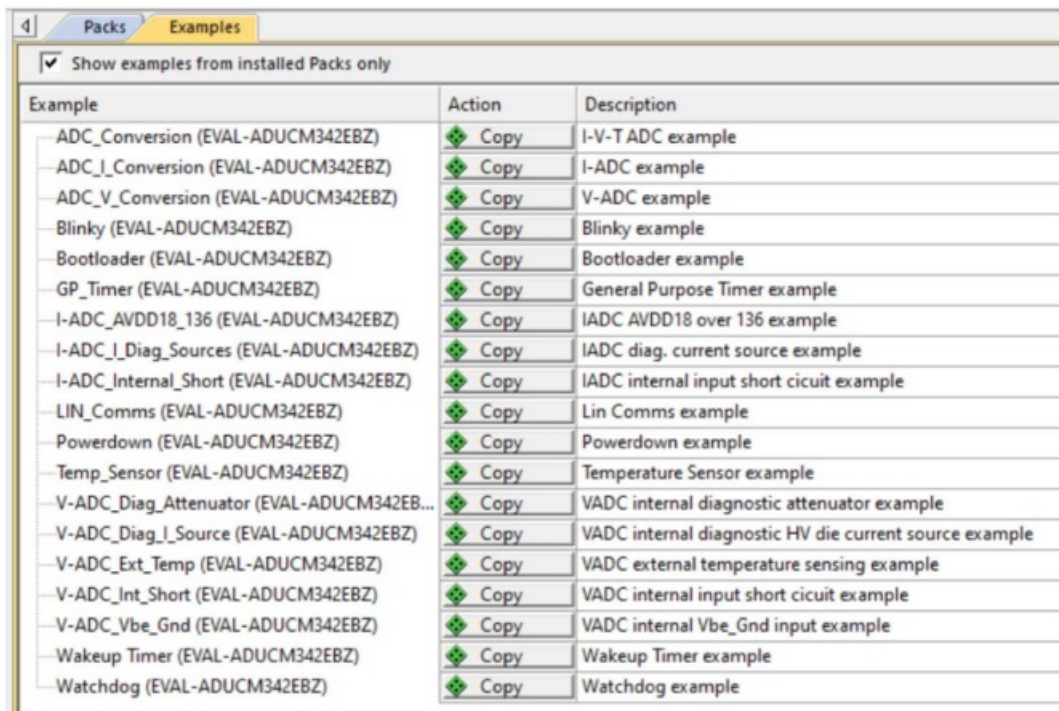 Packs Examples
Show examples from installed Packs only
Example Action Description
ADC_Conversion (EVAL-ADUCM342EBZ) Copy I-V-T ADC example
ADC_I_Conversion (EVAL-ADUCM342EBZ) Copy I-ADC example
ADC_V_Conversion (EVAL-ADUCM342EBZ) Copy V-ADC example
Blinky (EVAL-ADUCM342EBZ) Copy Blinky example
Bootloader (EVAL-ADUCM342EBZ) Copy Bootloader example
GP_Timer (EVAL-ADUCM342EBZ) Copy General Purpose Timer example
I-ADC_AVDD18_136 (EVAL-ADUCM342EBZ) Copy IADC AVDD18 over 136 example
I-ADC_I_Diag_Sources (EVAL-ADUCM342EBZ) Copy IADC diag. current source example
I-ADC_Internal_Short (EVAL-ADUCM342EBZ) Copy IADC internal input short cicuit example
LIN_Comms (EVAL-ADUCM342EBZ) Copy Lin Comms example
Powerdown (EVAL-ADUCM342EBZ) Copy Powerdown example
Temp_Sensor (EVAL-ADUCM342EBZ) Copy Temperature Sensor example
V-ADC_Diag_Attenuator (EVAL-ADUCM342EB... Copy VADC internal diagnostic attenuator example
V-ADC_Diag_I_Source (EVAL-ADUCM342EBZ) Copy VADC internal diagnostic HV die current source example
V-ADC_Ext_Temp (EVAL-ADUCM342EBZ) Copy VADC external temperature sensing example
V-ADC_Int_Short (EVAL-ADUCM342EBZ) Copy VADC internal input short cicuit example
V-ADC_Vbe_Gnd (EVAL-ADUCM342EBZ) Copy VADC internal Vbe_Gnd input example
Wakeup Timer (EVAL-ADUCM342EBZ) Copy Wakeup Timer example
Watchdog (EVAL-ADUCM342EBZ) Copy Watchdog example